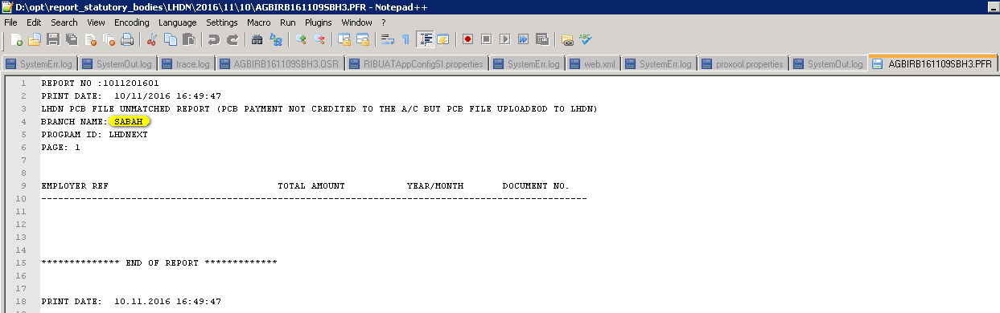 D:\opt\report_statutory_bodies\LHDN\2016\11\10\AGBIRB161109SBH3.PFR - Notepad++
File Edit Search View Encoding Language Settings Macro Run Plugins Window ?
SystemErr.log SystemOut.log trace.log AGBIRB161109SBH3.OSR RIBUATAppConfigSI.properties SystemErr.log web.xml SystemErr.log proxool.properties SystemOut.log AGBIRB161109SBH3.PFR
1 REPORT NO :1011201601
2 PRINT DATE: 10/11/2016 16:49:47
3 LHDN PCB FILE UNMATCHED REPORT (PCB PAYMENT NOT CREDITED TO THE A/C BUT PCB FILE UPLOADEOD TO LHDN)
4 BRANCH NAME: SABAH
5 PROGRAM ID: LHDNEXT
6 PAGE: 1
7
8
9 EMPLOYER REF TOTAL AMOUNT YEAR/MONTH DOCUMENT NO.
10 -------------------------------------------------------------------------------------------------
11
12
13
14
15 ************** END OF REPORT *************
16
17
18 PRINT DATE: 10.11.2016 16:49:47